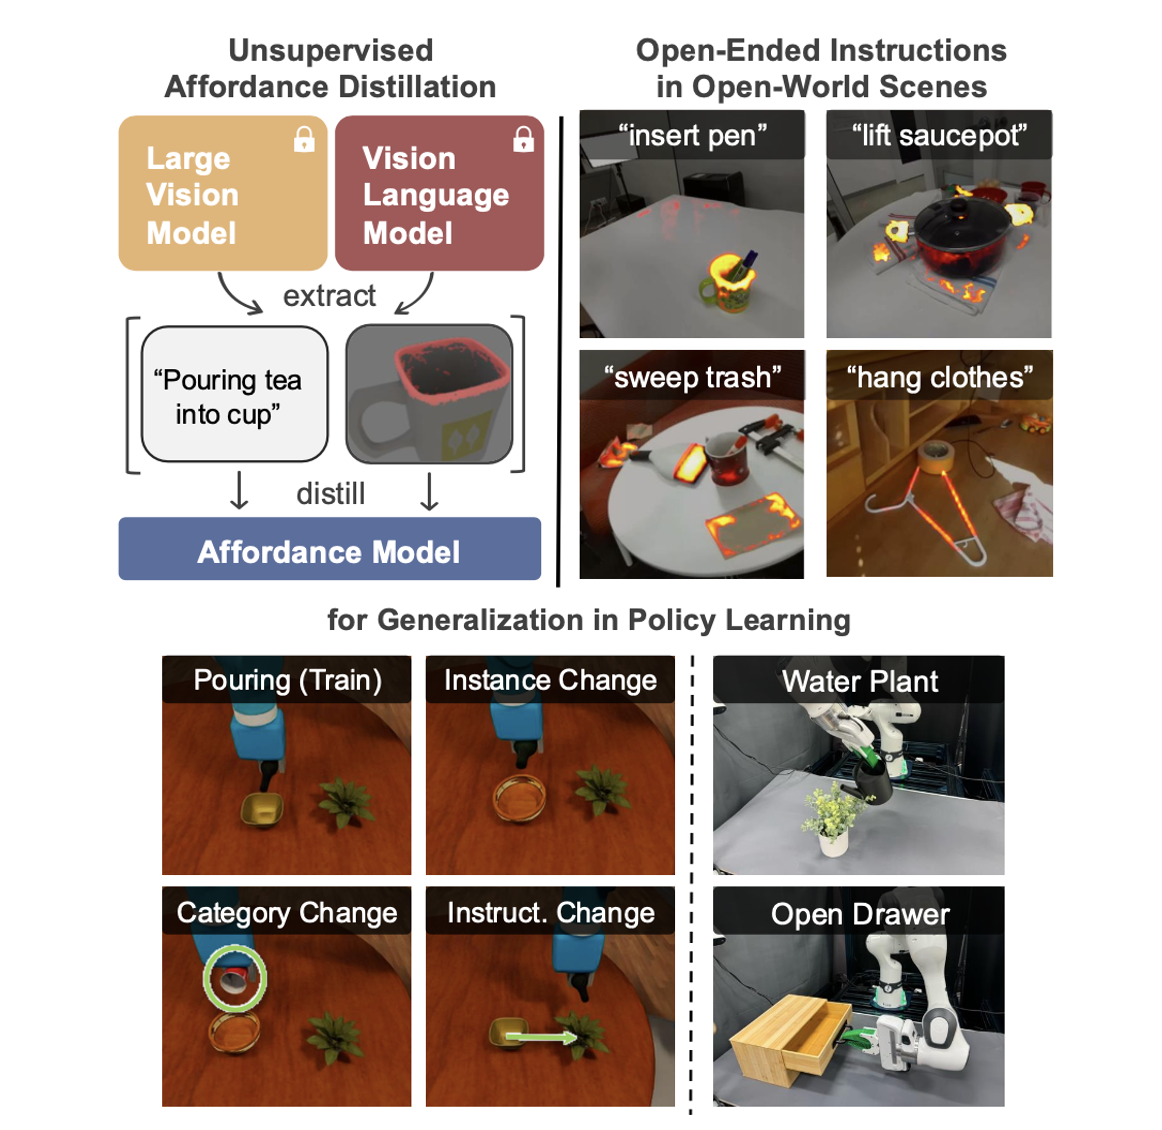 Unsupervised
Affordance Distillation
Large
Vision
Model
Vision
Language
Model
extract
“Pouring tea
into cup”
distill
Affordance Model
Open-Ended Instructions
in Open-World Scenes
“insert pen”
“lift saucepot”
“sweep trash”
“hang clothes”
for Generalization in Policy Learning
Pouring (Train)
Instance Change
Water Plant
Category Change
Instruct. Change
Open Drawer